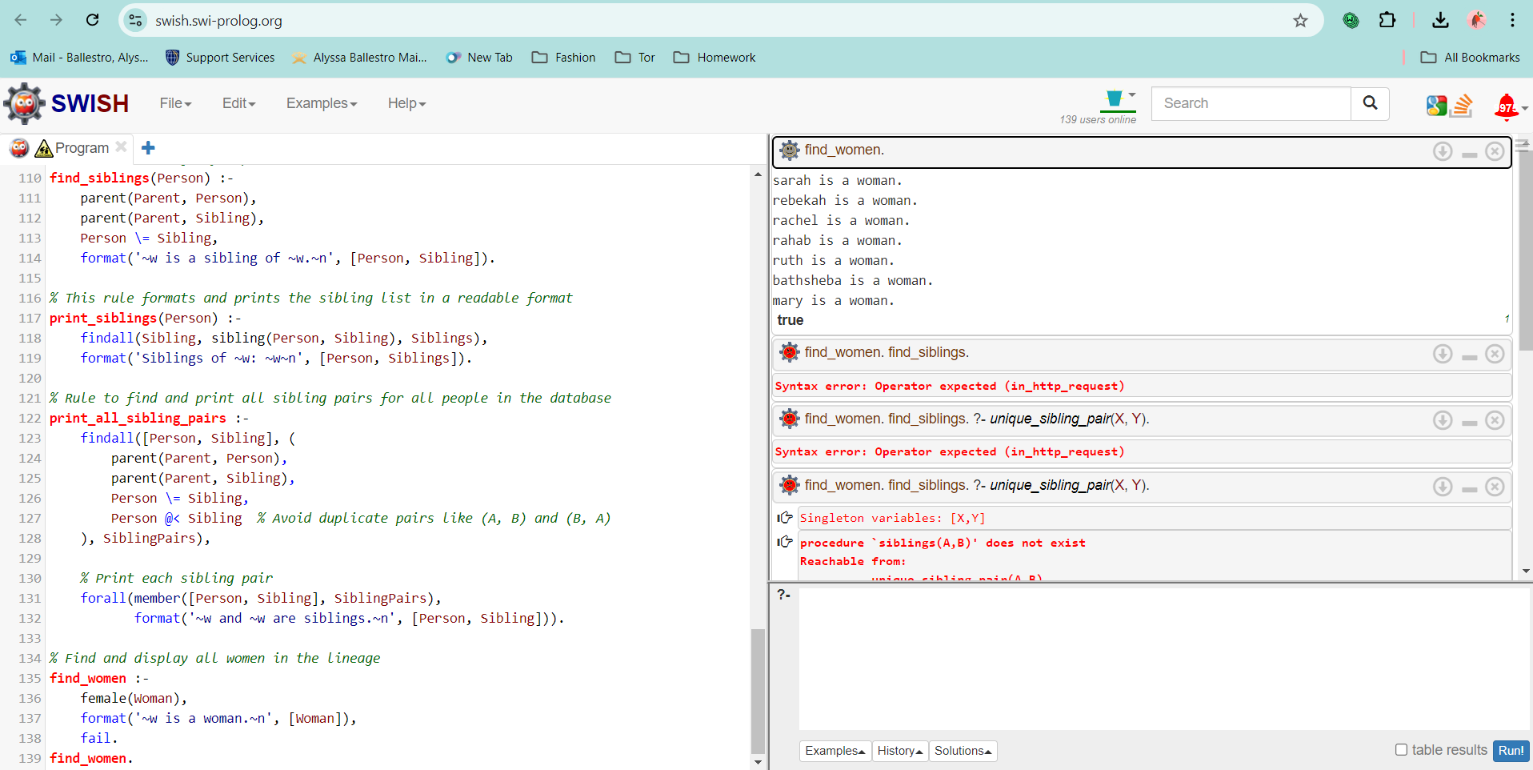 swish.swi-prolog.org
Mail - Ballestro, Alys... Support Services Alyssa Ballestro Mai... New Tab Fashion Tor Homework All Bookmarks
SWISH File Edit Examples Help 139 users online Search 97
Program
110 find_siblings(Person) :-
111 parent(Parent, Person),
112 parent(Parent, Sibling),
113 Person \= Sibling,
114 format('~w is a sibling of ~w.~n', [Person, Sibling]).
115
116 % This rule formats and prints the sibling list in a readable format
117 print_siblings(Person) :-
118 findall(Sibling, sibling(Person, Sibling), Siblings),
119 format('Siblings of ~w: ~w~n', [Person, Siblings]).
120
121 % Rule to find and print all sibling pairs for all people in the database
122 print_all_sibling_pairs :-
123 findall([Person, Sibling], (
124 parent(Parent, Person),
125 parent(Parent, Sibling),
126 Person \= Sibling,
127 Person @< Sibling % Avoid duplicate pairs like (A, B) and (B, A)
128 ), SiblingPairs),
129
130 % Print each sibling pair
131 forall(member([Person, Sibling], SiblingPairs),
132 format('~w and ~w are siblings.~n', [Person, Sibling])).
133
134 % Find and display all women in the lineage
135 find_women :-
136 female(Woman),
137 format('~w is a woman.~n', [Woman]),
138 fail.
139 find_women.
find_women.
sarah is a woman.
rebekah is a woman.
rachel is a woman.
rahab is a woman.
ruth is a woman.
bathsheba is a woman.
mary is a woman.
true 1
find_women. find_siblings.
Syntax error: Operator expected (in_http_request)
find_women. find_siblings. ?- unique_sibling_pair(X, Y).
Syntax error: Operator expected (in_http_request)
find_women. find_siblings. ?- unique_sibling_pair(X, Y).
Singleton variables: [X,Y]
procedure `siblings(A,B)' does not exist
Reachable from:
unique_sibling_pair(A,B)
?-
Examples History Solutions table results Run!